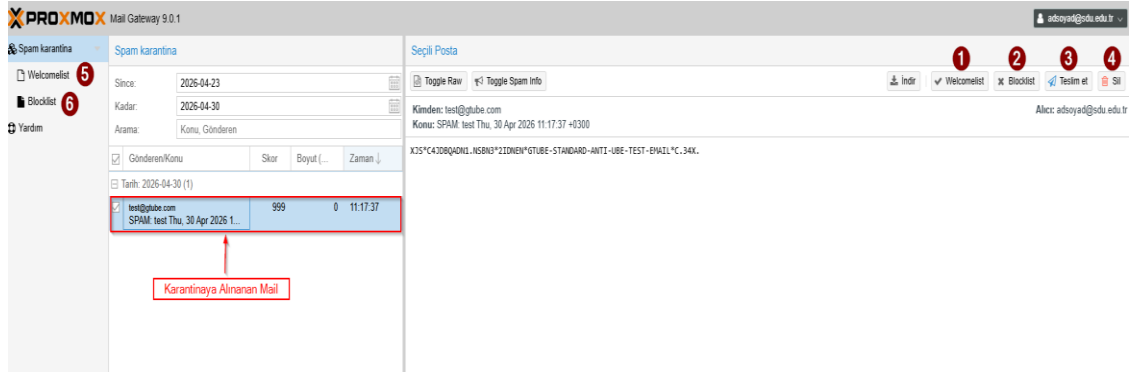 PROXMOX Mail Gateway 9.0.1
adsoyad@sdu.edu.tr
Spam karantina
Welcomelist 5
Blocklist 6
Yardım
Spam karantina
Since: 2026-04-23
Kadar: 2026-04-30
Arama: Konu, Gönderen
Gönderen/Konu Skor Boyut (... Zaman ↓
Tarih: 2026-04-30 (1)
test@gtube.com 999 0 11:17:37
SPAM: test Thu, 30 Apr 2026 1...
Karantinaya Alınanan Mail
Seçili Posta
1 2 3 4
Toggle Raw Toggle Spam Info İndir Welcomelist Blocklist Teslim et Sil
Kimden: test@gtube.com Alıcı: adsoyad@sdu.edu.tr
Konu: SPAM: test Thu, 30 Apr 2026 11:17:37 +0300
XJS*C4JDBQADN1.NSBN3*2IDNEN*GTUBE-STANDARD-ANTI-UBE-TEST-EMAIL*C.34X.